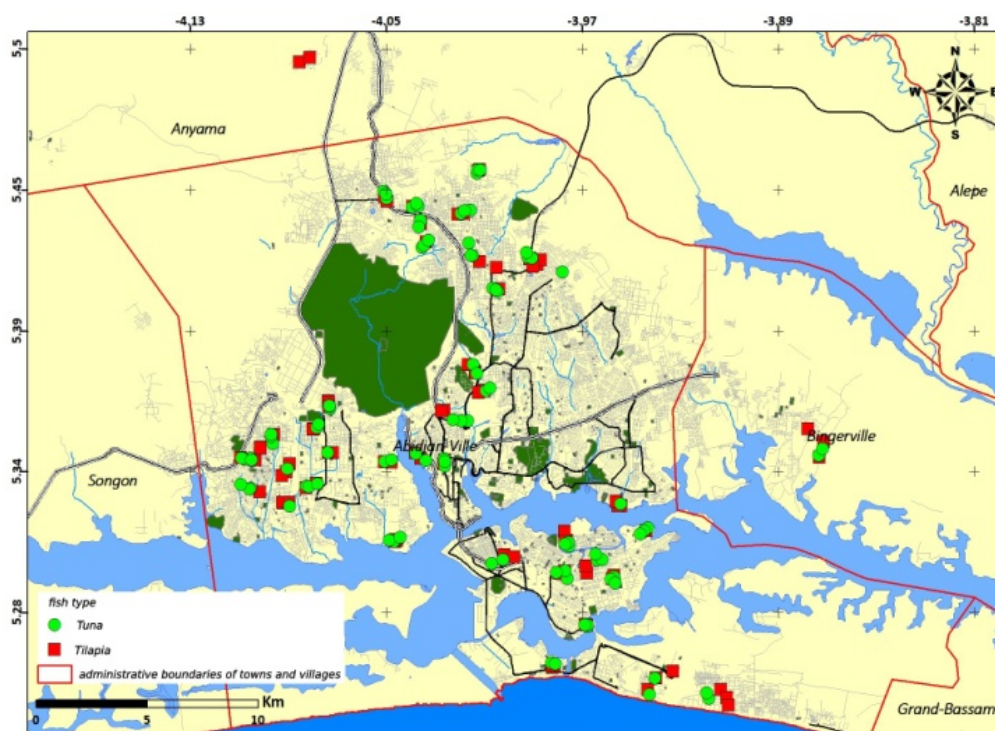 -4,13 -4,05 -3,97 -3,89 -3,81
5,5
N
W E
S
Anyama
Alepe
5,45
5,39
Abidjan Ville
Bingerville
5,34
Songon
5,28
fish type
Tuna
Tilapia
administrative boundaries of towns and villages
Km
0 5 10
Grand-Bassam